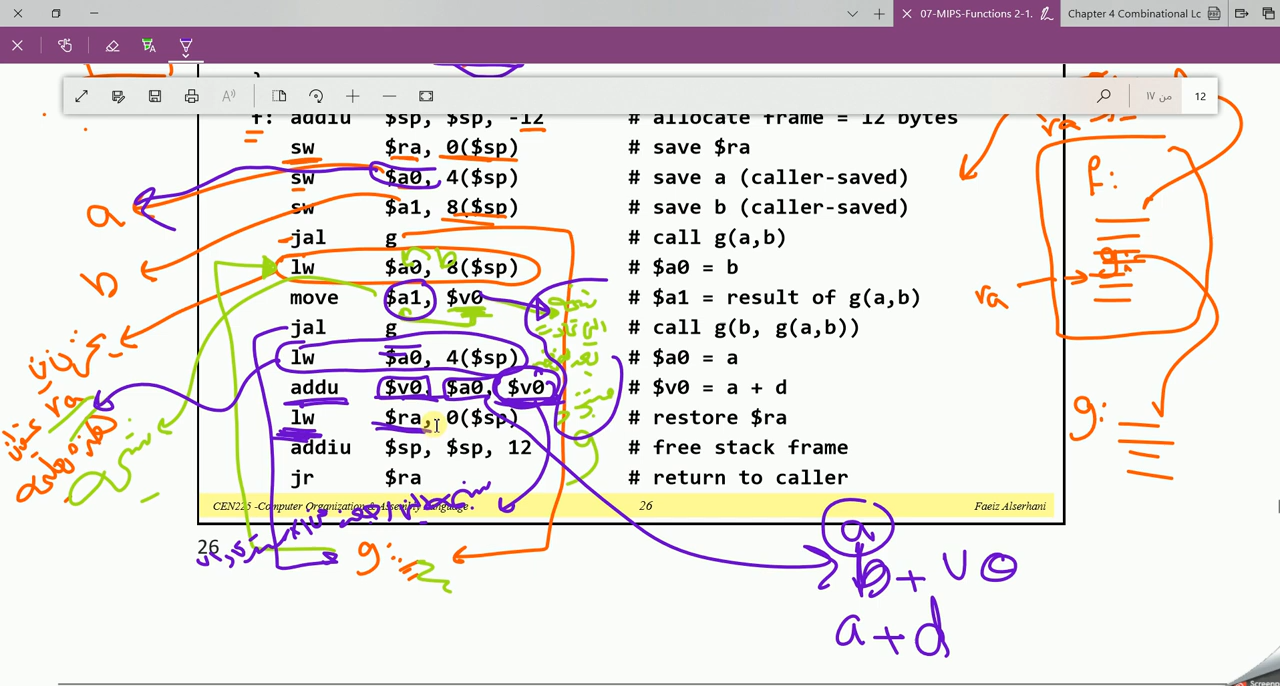 07-MIPS-Functions 2-1.
Chapter 4 Combinational Lc
12 من ١٧
f: addiu $sp, $sp, -12 # allocate frame = 12 bytes
sw $ra, 0($sp) # save $ra
sw $a0, 4($sp) # save a (caller-saved)
sw $a1, 8($sp) # save b (caller-saved)
jal g # call g(a,b)
lw $a0, 8($sp) # $a0 = b
move $a1, $v0 # $a1 = result of g(a,b)
jal g # call g(b, g(a,b))
lw $a0, 4($sp) # $a0 = a
addu $v0, $a0, $v0 # $v0 = a + d
lw $ra, 0($sp) # restore $ra
addiu $sp, $sp, 12 # free stack frame
jr $ra # return to caller
CEN225 -Computer Organization & Assembly Language 26 Faeiz Alserhani
26
a
b
b
ra
f:
ra
g:
g:
a
b + v0
a + d